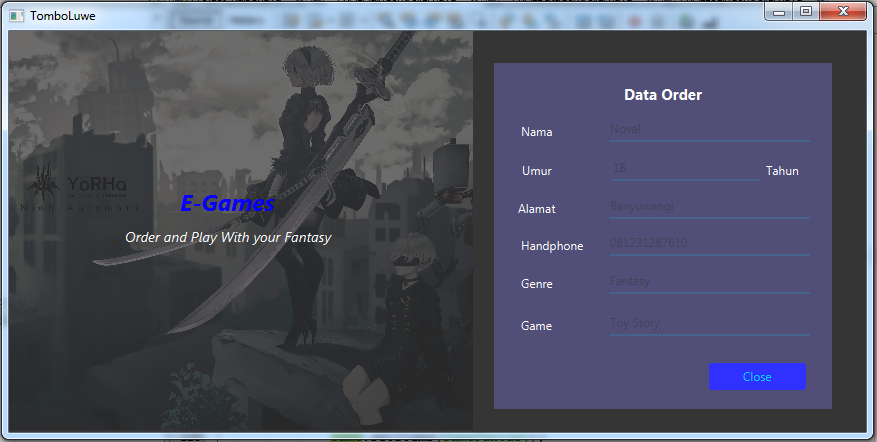 TomboLuwe
YoRHa
NieR Automata
E-Games
Order and Play With your Fantasy
Data Order
Nama Noval
Umur 18 Tahun
Alamat Banyuwangi
Handphone 081231287610
Genre Fantasy
Game Toy Story
Close